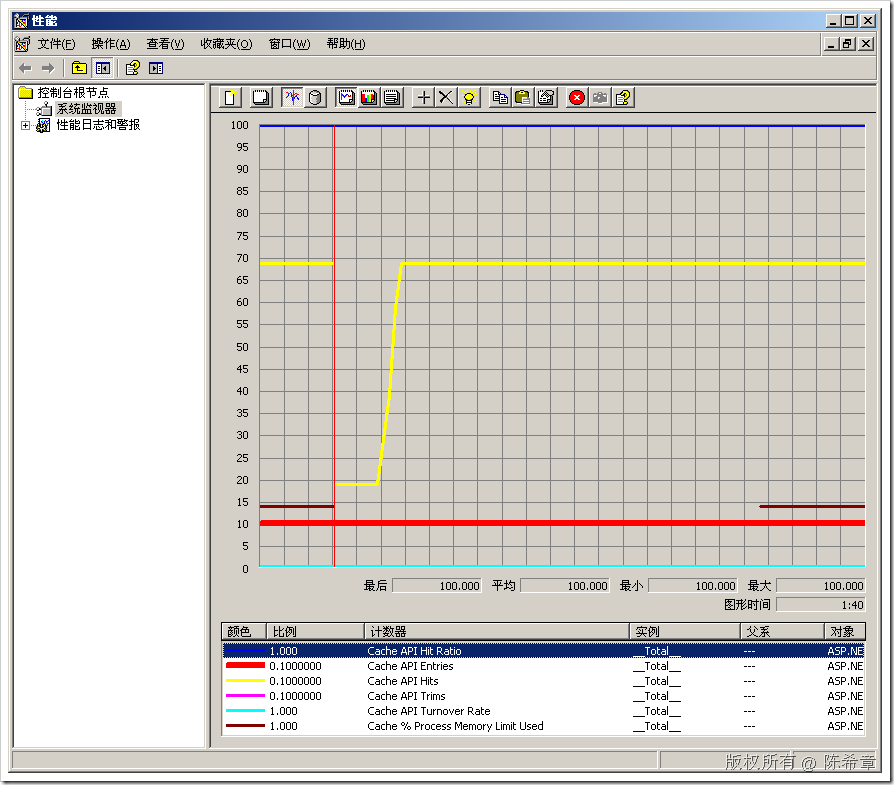 性能
文件(F) 操作(A) 查看(V) 收藏夹(O) 窗口(W) 帮助(H)
控制台根节点
系统监视器
性能日志和警报
100
95
90
85
80
75
70
65
60
55
50
45
40
35
30
25
20
15
10
5
0
最后 100.000 平均 100.000 最小 100.000 最大 100.000
图形时间 1:40
颜色 比例 计数器 实例 父系 对象
1.000 Cache API Hit Ratio __Total__ --- ASP.NE
0.1000000 Cache API Entries __Total__ --- ASP.NE
0.1000000 Cache API Hits __Total__ --- ASP.NE
0.1000000 Cache API Trims __Total__ --- ASP.NE
1.000 Cache API Turnover Rate __Total__ --- ASP.NE
1.000 Cache % Process Memory Limit Used __Total__ --- ASP.NE
版权所有 @ 陈希章